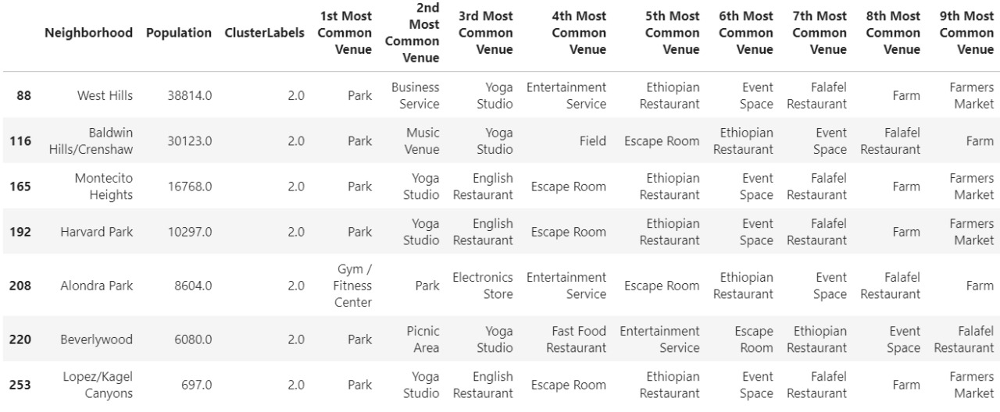 Neighborhood Population ClusterLabels 1st Most Common Venue 2nd Most Common Venue 3rd Most Common Venue 4th Most Common Venue 5th Most Common Venue 6th Most Common Venue 7th Most Common Venue 8th Most Common Venue 9th Most Common Venue
88 West Hills 38814.0 2.0 Park Business Service Yoga Studio Entertainment Service Ethiopian Restaurant Event Space Falafel Restaurant Farm Farmers Market
116 Baldwin Hills/Crenshaw 30123.0 2.0 Park Music Venue Yoga Studio Field Escape Room Ethiopian Restaurant Event Space Falafel Restaurant Farm
165 Montecito Heights 16768.0 2.0 Park Yoga Studio English Restaurant Escape Room Ethiopian Restaurant Event Space Falafel Restaurant Farm Farmers Market
192 Harvard Park 10297.0 2.0 Park Yoga Studio English Restaurant Escape Room Ethiopian Restaurant Event Space Falafel Restaurant Farm Farmers Market
208 Alondra Park 8604.0 2.0 Gym / Fitness Center Park Electronics Store Entertainment Service Escape Room Ethiopian Restaurant Event Space Falafel Restaurant Farm
220 Beverlywood 6080.0 2.0 Park Picnic Area Yoga Studio Fast Food Restaurant Entertainment Service Escape Room Ethiopian Restaurant Event Space Falafel Restaurant
253 Lopez/Kagel Canyons 697.0 2.0 Park Yoga Studio English Restaurant Escape Room Ethiopian Restaurant Event Space Falafel Restaurant Farm Farmers Market